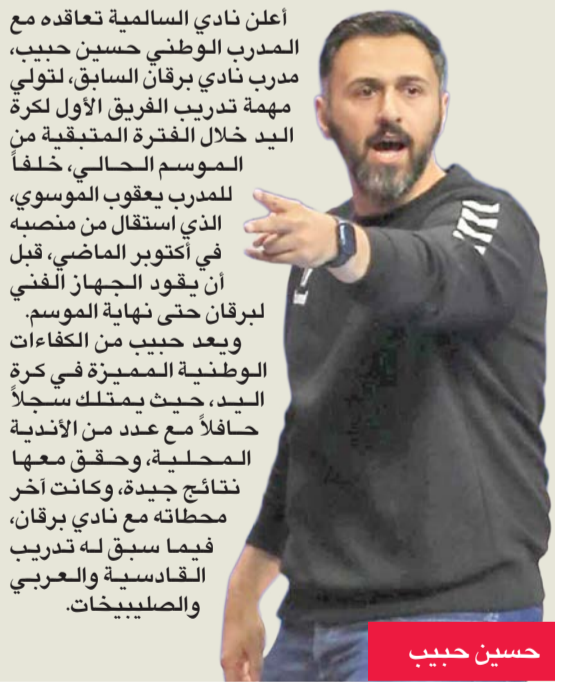 أعلن نادي السالمية تعاقده مع
المدرب الوطني حسين حبيب،
مدرب نادي برقان السابق، لتولي
مهمة تدريب الفريق الأول لكرة
اليد خلال الفترة المتبقية من
الموسم الحالي، خلفاً
للمدرب يعقوب الموسوي،
الذي استقال من منصبه
في أكتوبر الماضي، قبل
أن يقود الجهاز الفني
لبرقان حتى نهاية الموسم.
ويعد حبيب من الكفاءات
الوطنية المميزة في كرة
اليد، حيث يمتلك سجلاً
حافلاً مع عدد من الأندية
المحلية، وحقق معها
نتائج جيدة، وكانت آخر
محطاته مع نادي برقان،
فيما سبق له تدريب
القادسية والعربي
والصليبيخات.
حسين حبيب